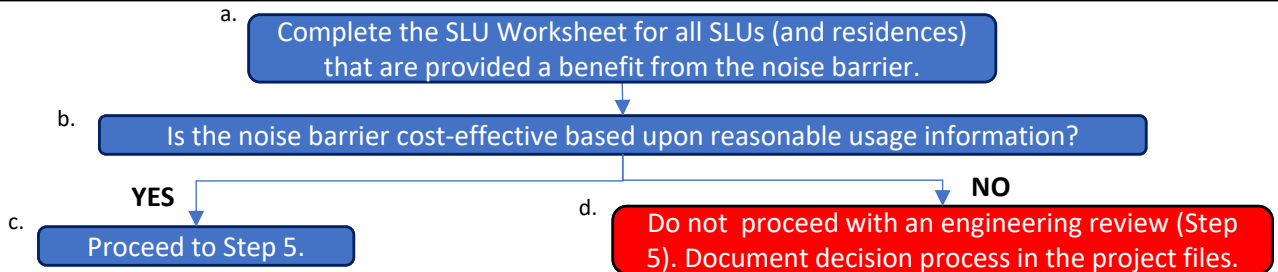 a.
Complete the SLU Worksheet for all SLUs (and residences)
that are provided a benefit from the noise barrier.
b.
Is the noise barrier cost-effective based upon reasonable usage information?
YES
NO
c.
Proceed to Step 5.
d.
Do not proceed with an engineering review (Step
5). Document decision process in the project files.